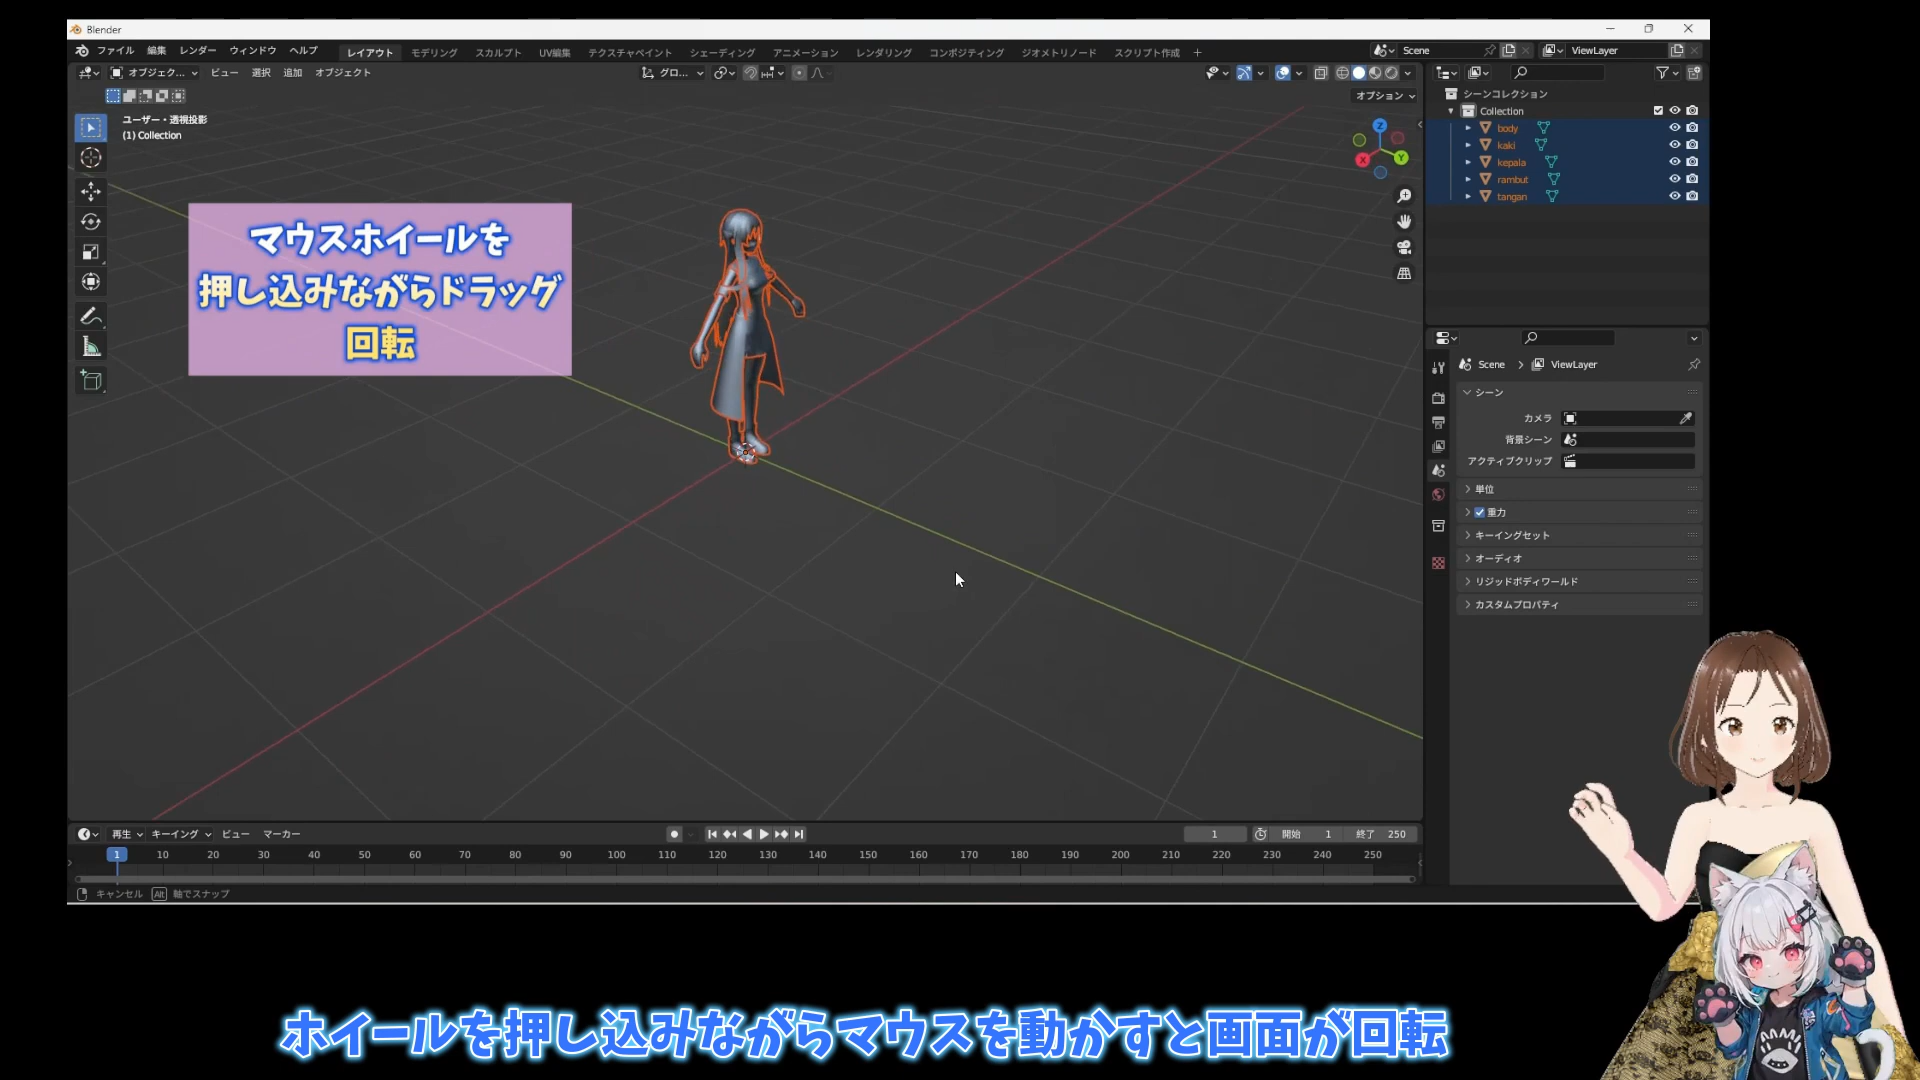 Blender
ファイル 編集 レンダー ウィンドウ ヘルプ レイアウト モデリング スカルプト UV編集 テクスチャペイント シェーディング アニメーション レンダリング コンポジティング ジオメトリノード スクリプト作成 + Scene ViewLayer
オブジェク... ビュー 選択 追加 オブジェクト グロ...
オプション
シーンコレクション
Collection
body
kaki
kepala
rambut
tangan
ユーザー・透視投影
(1) Collection
Z
X
Y
マウスホイールを
押し込みながらドラッグ
回転
Scene ViewLayer
シーン
カメラ
背景シーン
アクティブクリップ
単位
重力
キーイングセット
オーディオ
リジッドボディワールド
カスタムプロパティ
再生 キーイング ビュー マーカー 1 開始 1 終了 250
1 10 20 30 40 50 60 70 80 90 100 110 120 130 140 150 160 170 180 190 200 210 220 230 240 250
キャンセル Alt 軸でスナップ
ホイールを押し込みながらマウスを動かすと画面が回転